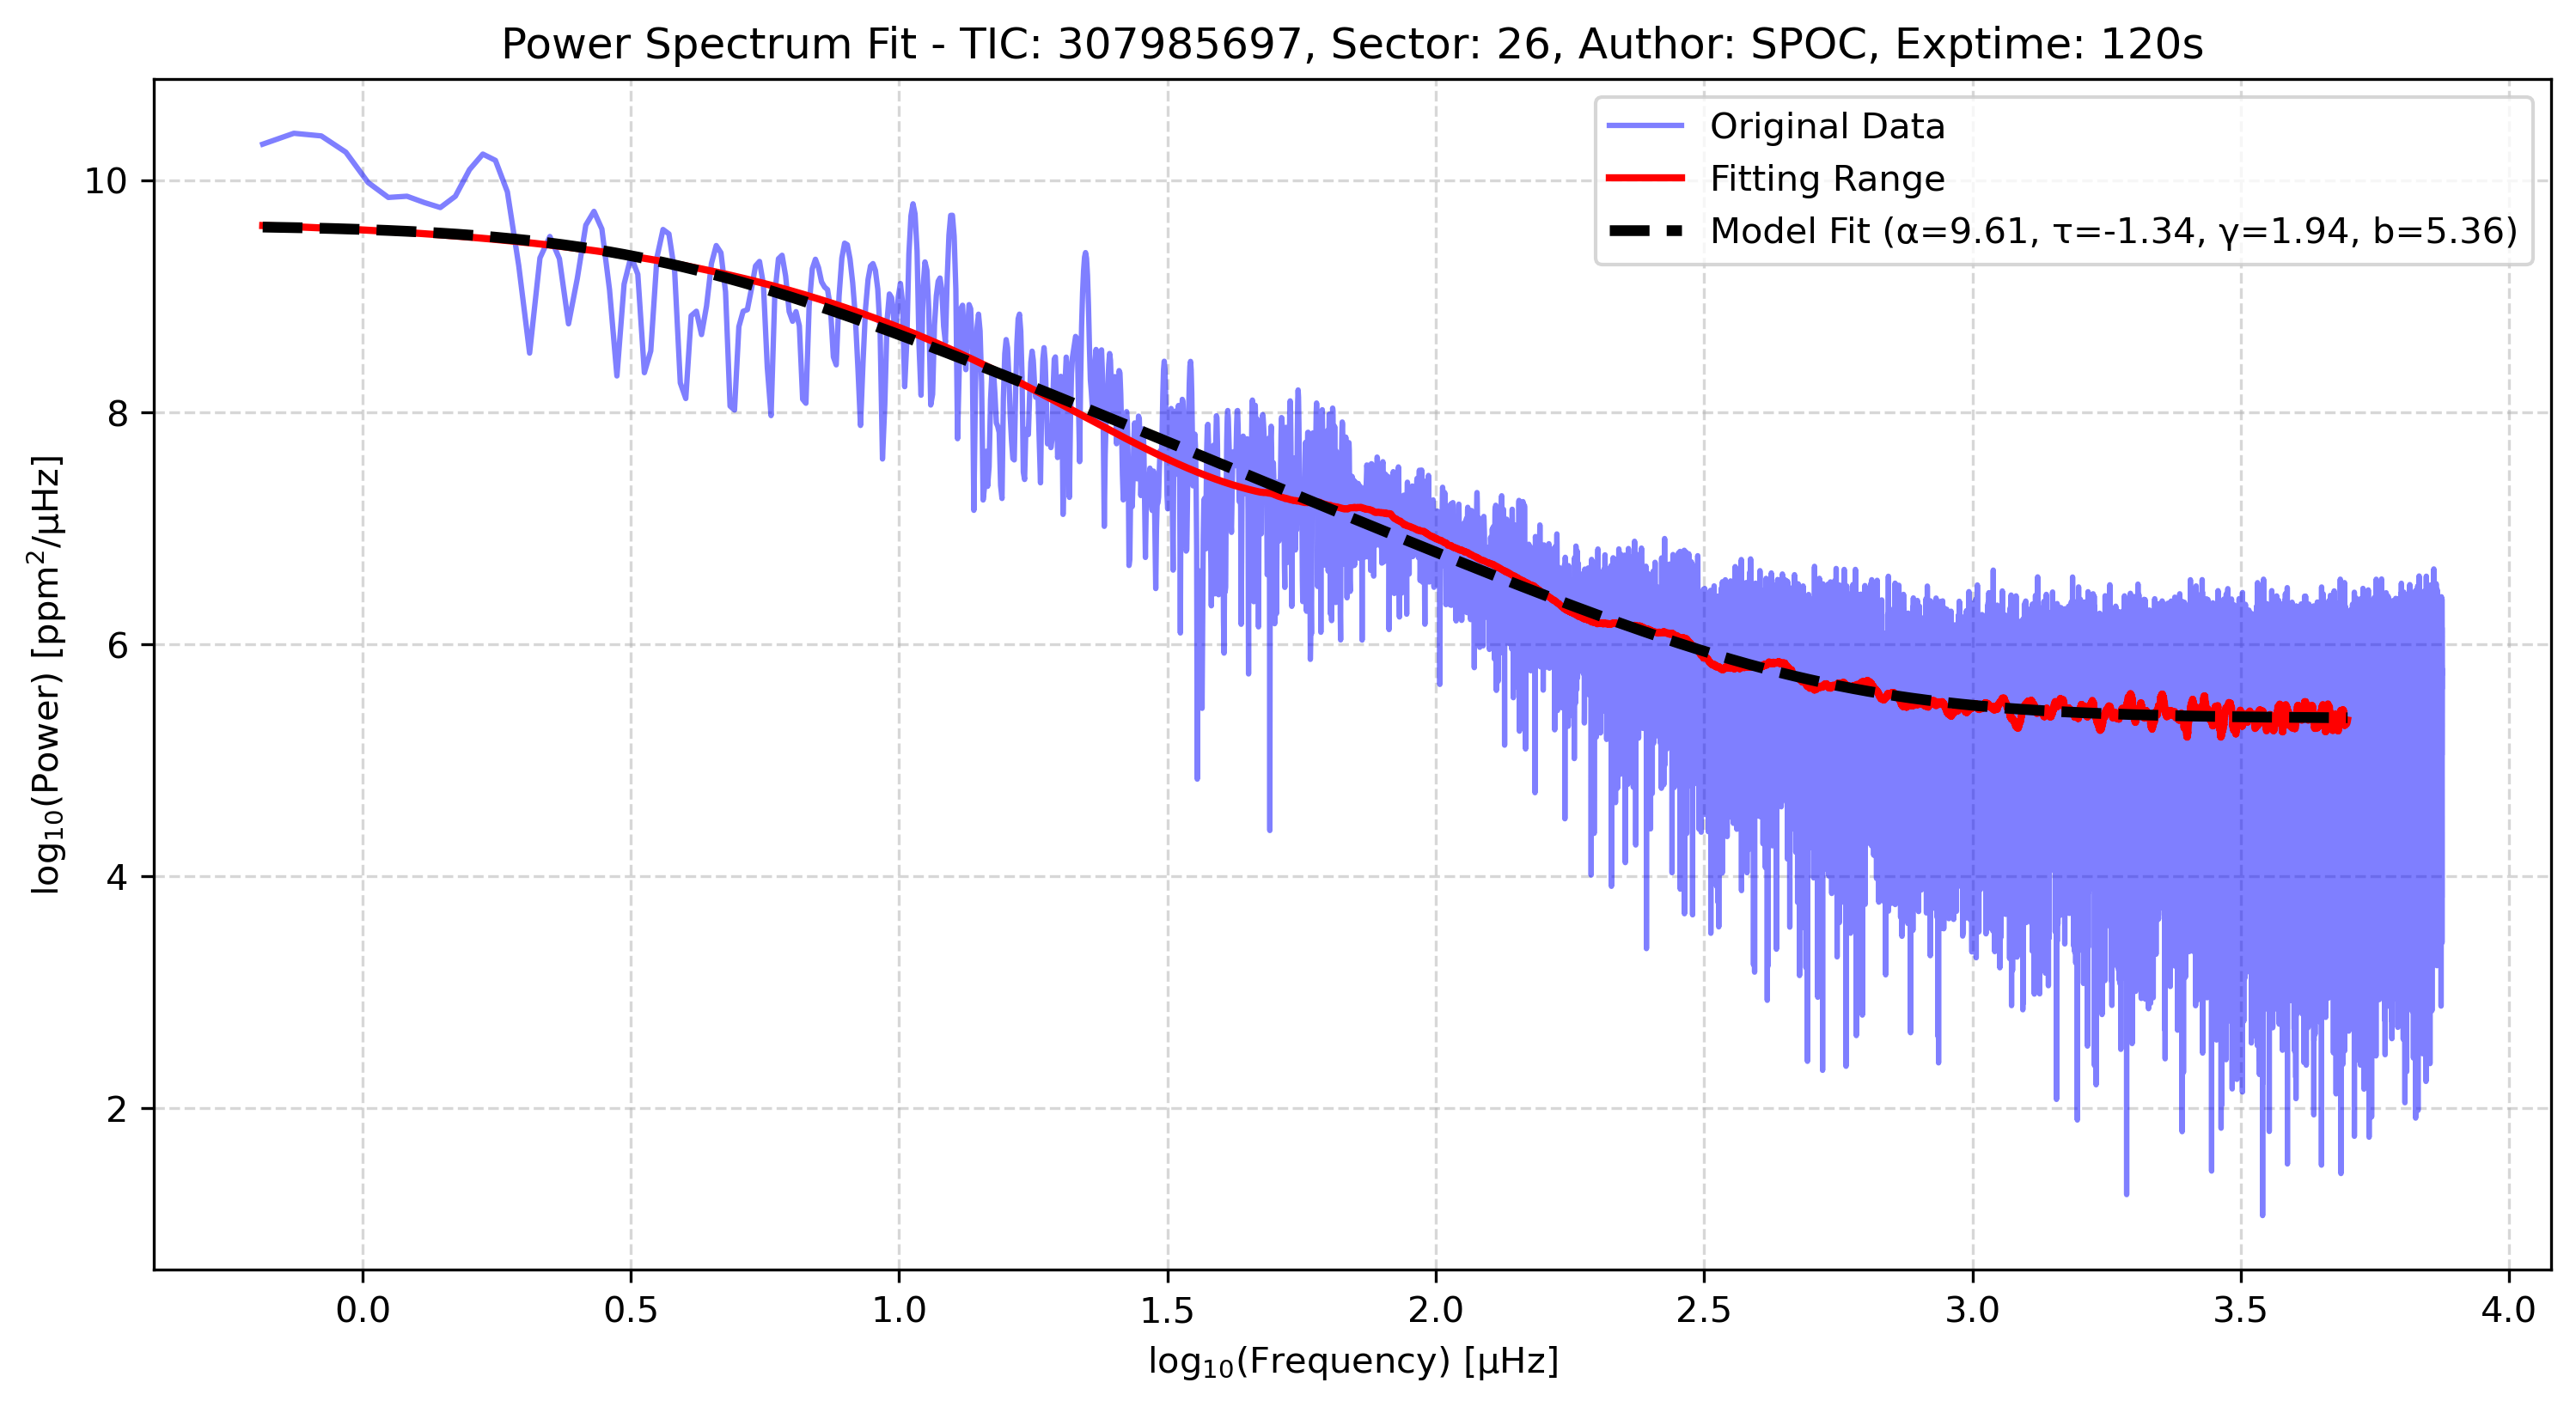 Power Spectrum Fit - TIC: 307985697, Sector: 26, Author: SPOC, Exptime: 120s
Original Data
Fitting Range
Model Fit (α=9.61, τ=-1.34, γ=1.94, b=5.36)
log₁₀(Power) [ppm²/μHz]
10
8
6
4
2
0.0 0.5 1.0 1.5 2.0 2.5 3.0 3.5 4.0
log₁₀(Frequency) [μHz]